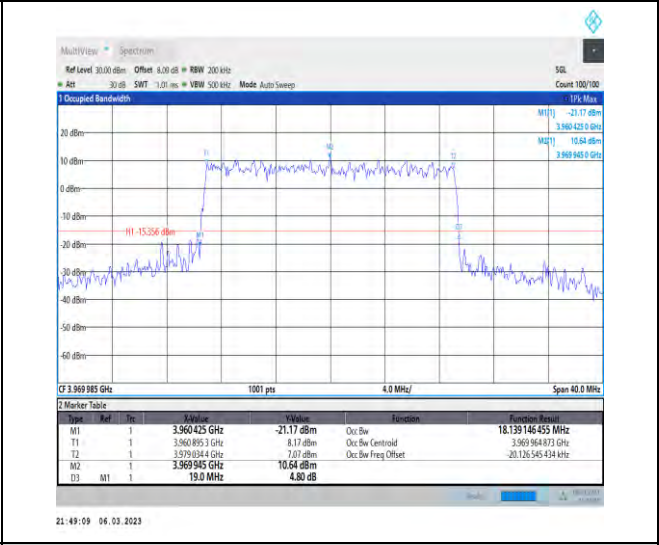 MultiView Spectrum
Ref Level 30.00 dBm Offset 8.00 dB RBW 200 kHz SGL
Att 30 dB SWT 1.01 ms VBW 500 kHz Mode Auto Sweep Count 100/100
1 Occupied Bandwidth 1Pk Max
M1[1] -21.17 dBm
3.960 425 0 GHz
20 dBm
M2[1] 10.64 dBm
3.969 945 0 GHz
T1 M2 T2
10 dBm
0 dBm
-10 dBm
H1 -15.356 dBm M1 D3
-20 dBm
-30 dBm
-40 dBm
-50 dBm
-60 dBm
CF 3.969 985 GHz 1001 pts 4.0 MHz/ Span 40.0 MHz
2 Marker Table
Type Ref Trc X-Value Y-Value Function Function Result
M1 1 3.960425 GHz -21.17 dBm Occ Bw 18.139 146 455 MHz
T1 1 3.960 895 3 GHz 8.17 dBm Occ Bw Centroid 3.969 964 873 GHz
T2 1 3.979 034 4 GHz 7.07 dBm Occ Bw Freq Offset -20.126 545 434 kHz
M2 1 3.969945 GHz 10.64 dBm
D3 M1 1 19.0 MHz 4.80 dB
21:49:09 06.03.2023